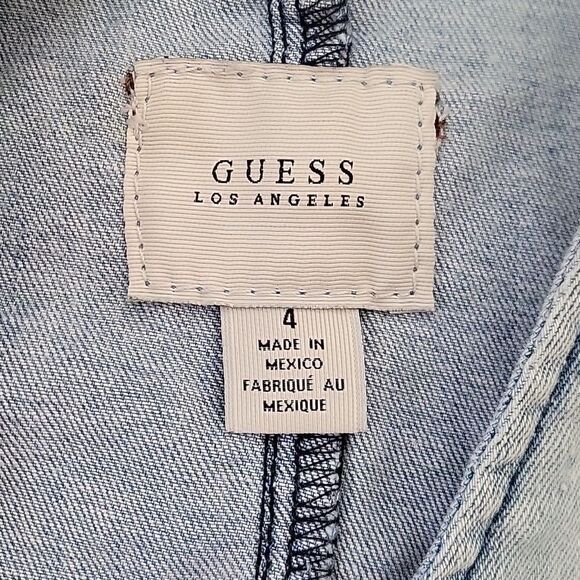 GUESS
LOS ANGELES
4
MADE IN
MEXICO
FABRIQUÉ AU
MEXIQUE